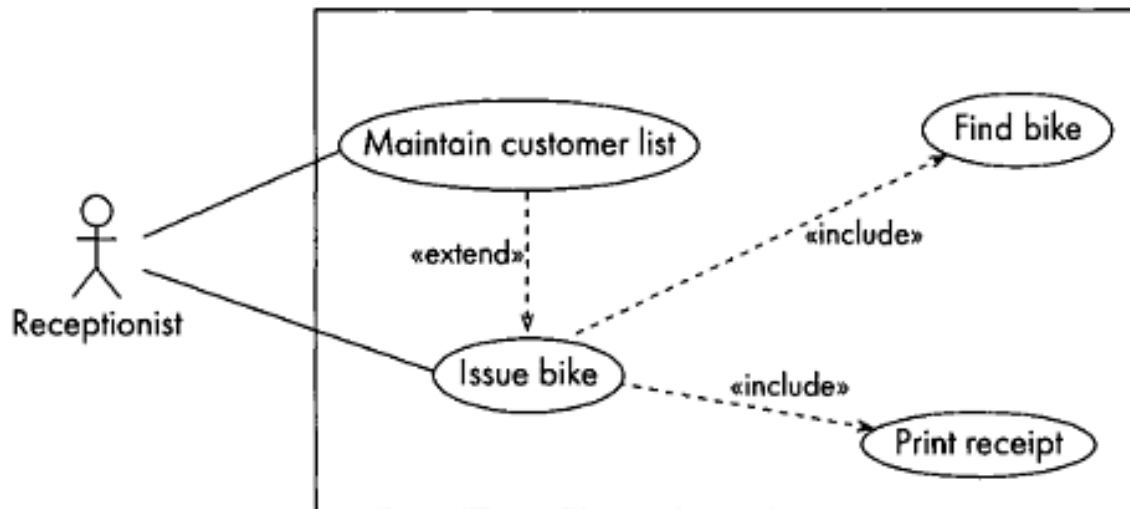 Maintain customer list
Find bike
«include»
«extend»
Receptionist
Issue bike
«include»
Print receipt